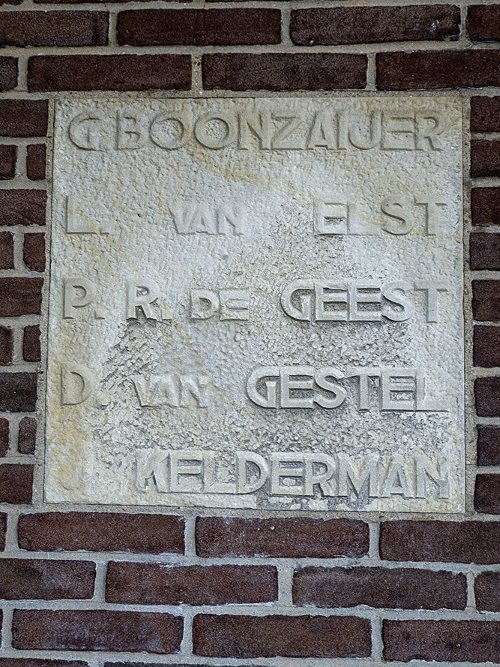 G. BOONZAIJER
L. VAN ELST
P. R. DE GEEST
D. VAN GESTEL
KELDERMAN